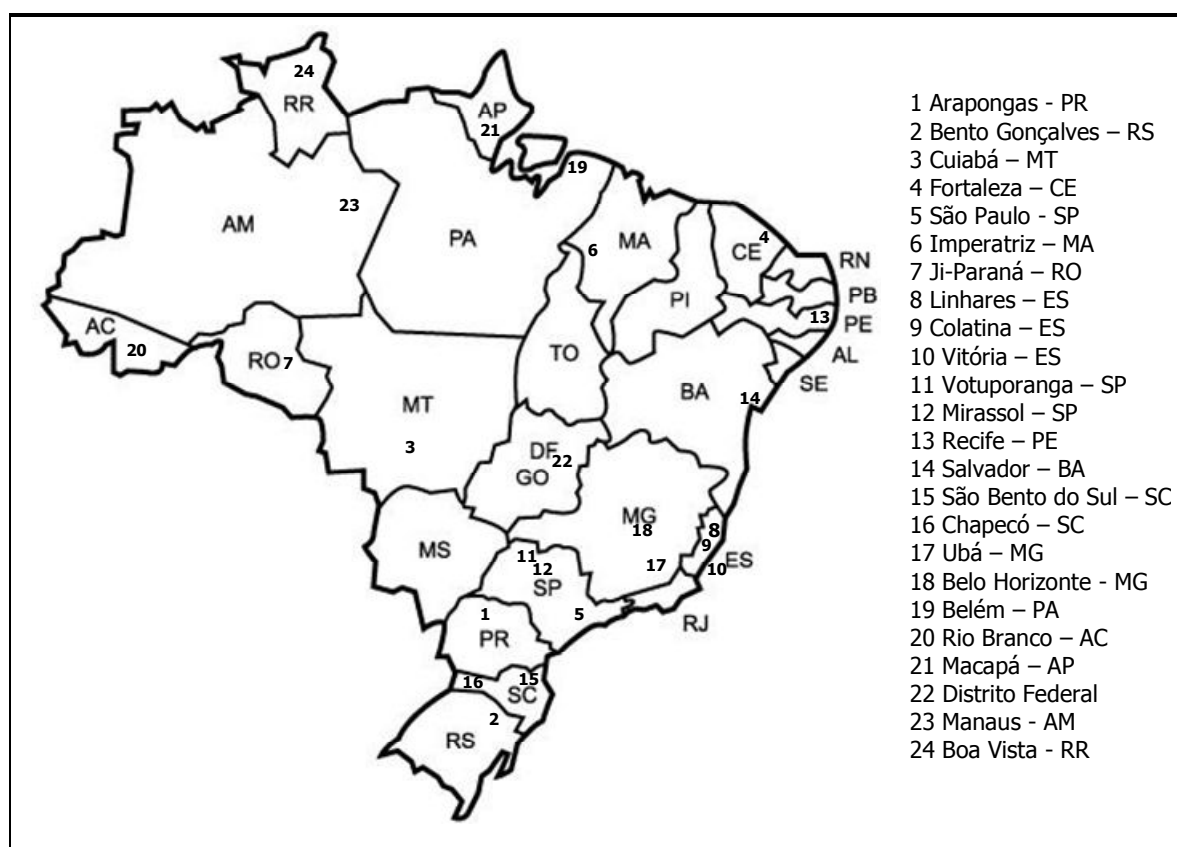 24
RR
AP
21
19
23
AM
PA
6
MA
CE
4
RN
PI
PB
13
PE
AC
20
RO
7
TO
AL
SE
MT
BA
14
3
DF
22
GO
MG
18
8
9
MS
11
12
17
10
ES
SP
1
5
RJ
PR
16
15
SC
2
RS
1 Arapongas - PR
2 Bento Gonçalves – RS
3 Cuiabá – MT
4 Fortaleza – CE
5 São Paulo - SP
6 Imperatriz – MA
7 Ji-Paraná – RO
8 Linhares – ES
9 Colatina – ES
10 Vitória – ES
11 Votuporanga – SP
12 Mirassol – SP
13 Recife – PE
14 Salvador – BA
15 São Bento do Sul – SC
16 Chapecó – SC
17 Ubá – MG
18 Belo Horizonte - MG
19 Belém – PA
20 Rio Branco – AC
21 Macapá – AP
22 Distrito Federal
23 Manaus - AM
24 Boa Vista - RR